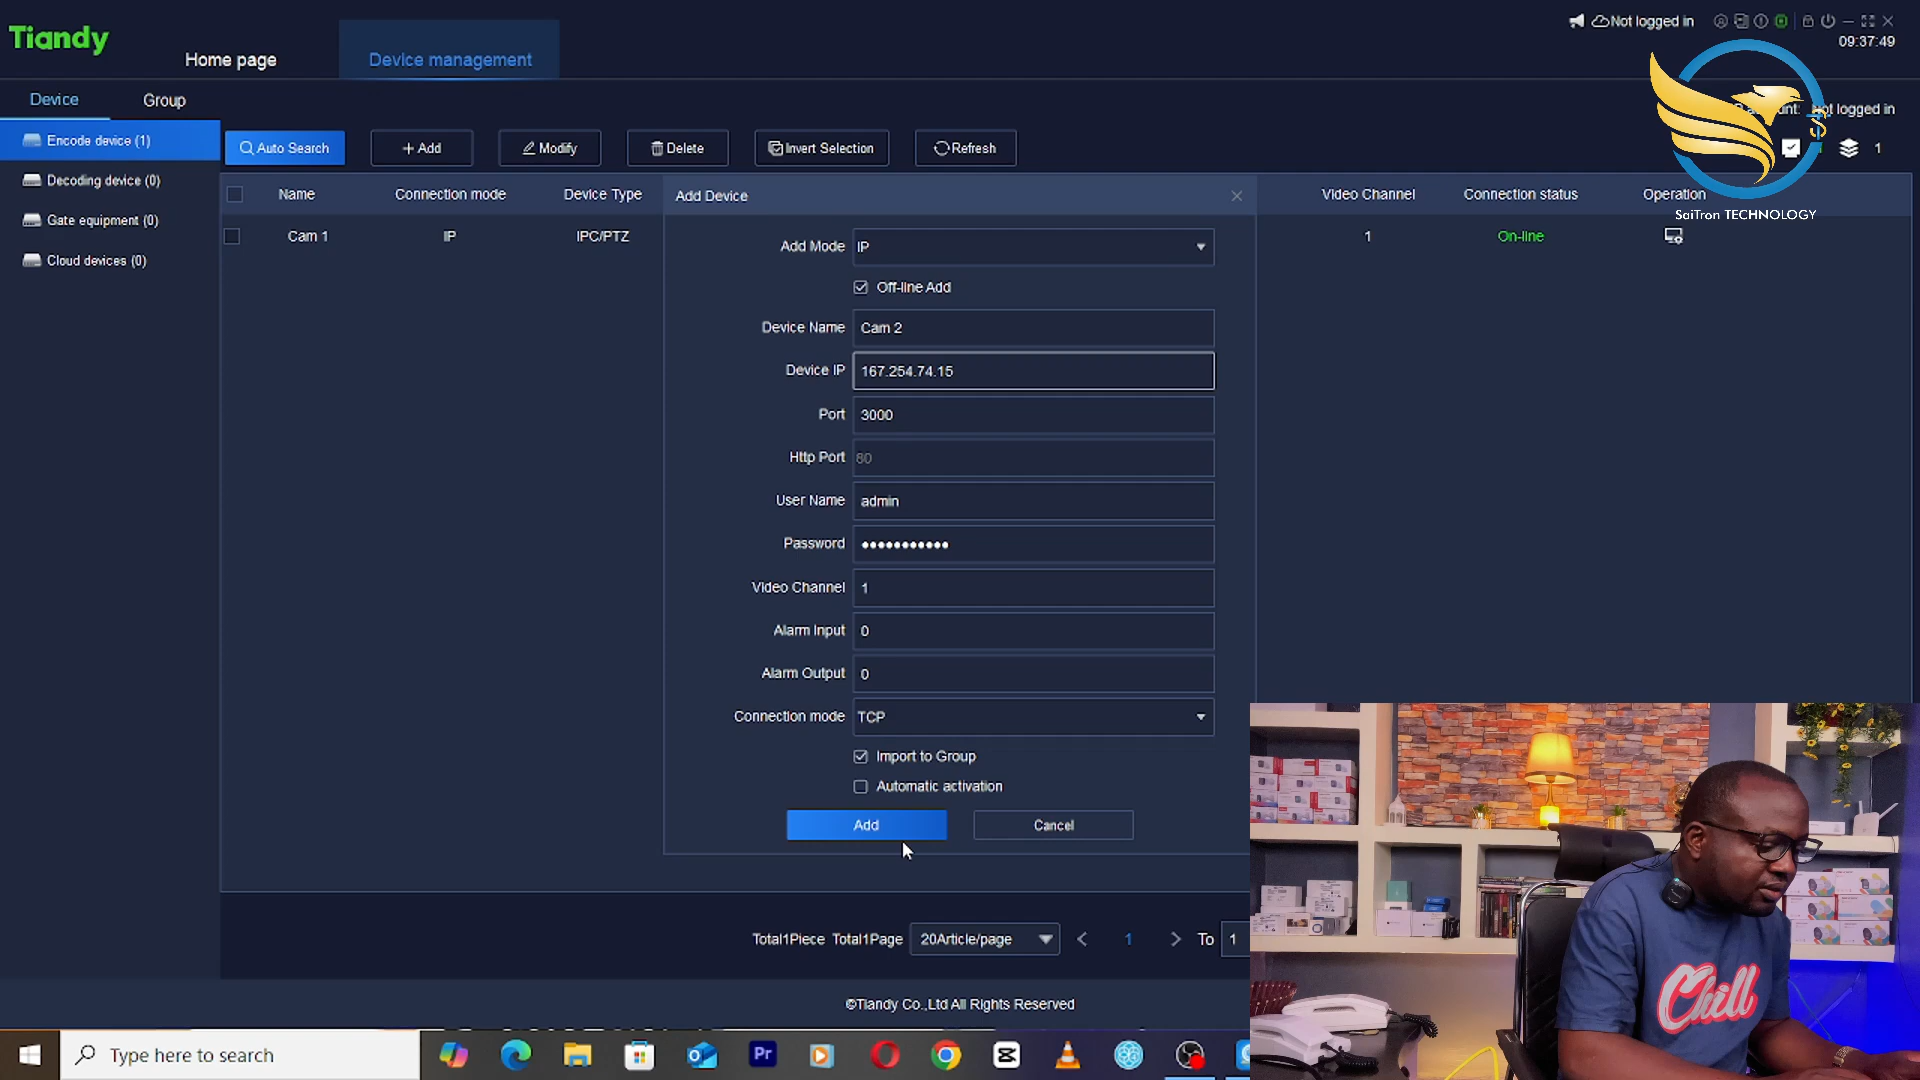 Tiandy
Home page
Device management
Not logged in
09:37:49
Device
Group
Not logged in
Encode device (1)
Decoding device (0)
Gate equipment (0)
Cloud devices (0)
Auto Search
+ Add
Modify
Delete
Invert Selection
Refresh
1
SaiTron TECHNOLOGY
Name
Connection mode
Device Type
Video Channel
Connection status
Operation
Cam 1
IP
IPC/PTZ
1
On-line
Add Device
Add Mode
IP
Off-line Add
Device Name
Cam 2
Device IP
167.254.74.15
Port
3000
Http Port
80
User Name
admin
Password
•••••••••••
Video Channel
1
Alarm Input
0
Alarm Output
0
Connection mode
TCP
Import to Group
Automatic activation
Add
Cancel
Total1Piece Total1Page
20Article/page
1
To
1
©Tiandy Co.,Ltd All Rights Reserved
Type here to search
Pr
Chill